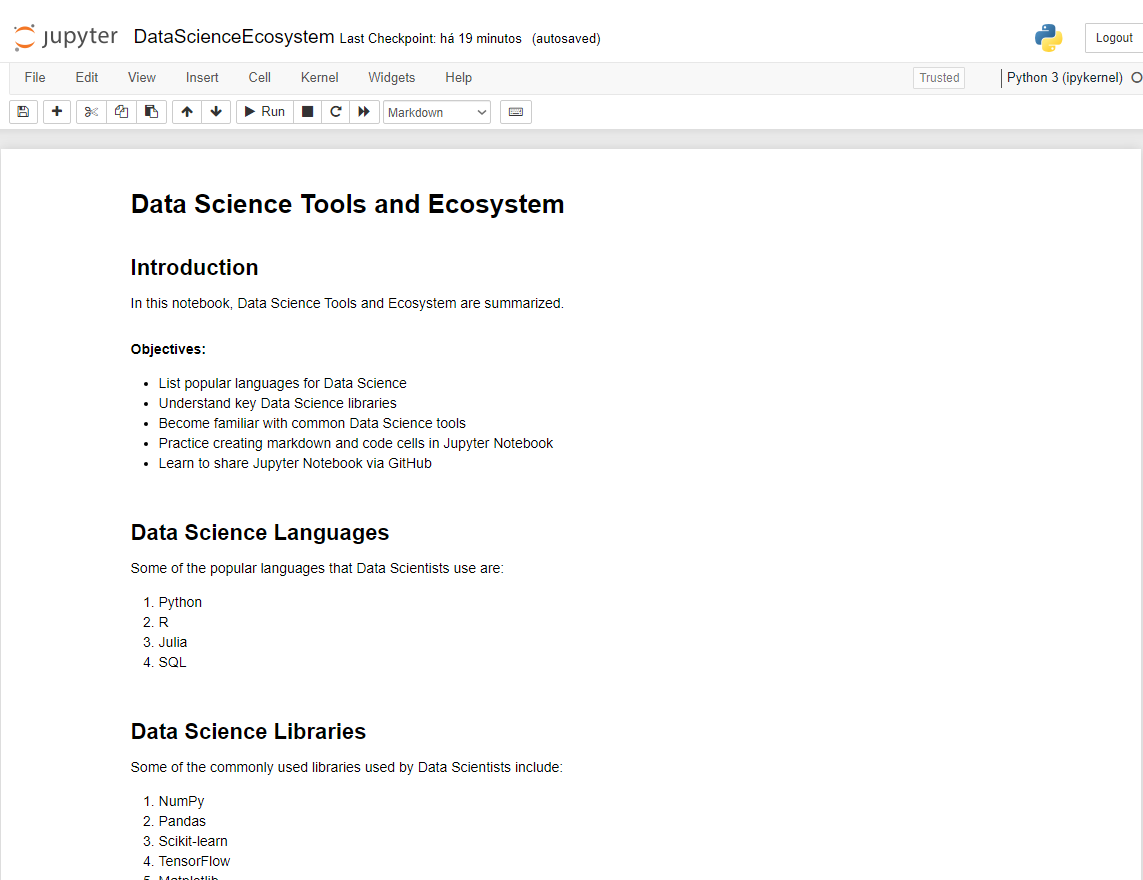 jupyter DataScienceEcosystem Last Checkpoint: há 19 minutos (autosaved)
Logout
File Edit View Insert Cell Kernel Widgets Help
Trusted
Python 3 (ipykernel)
Run
Markdown
Data Science Tools and Ecosystem
Introduction
In this notebook, Data Science Tools and Ecosystem are summarized.
Objectives:
• List popular languages for Data Science
• Understand key Data Science libraries
• Become familiar with common Data Science tools
• Practice creating markdown and code cells in Jupyter Notebook
• Learn to share Jupyter Notebook via GitHub
Data Science Languages
Some of the popular languages that Data Scientists use are:
1. Python
2. R
3. Julia
4. SQL
Data Science Libraries
Some of the commonly used libraries used by Data Scientists include:
1. NumPy
2. Pandas
3. Scikit-learn
4. TensorFlow
5. Matplotlib